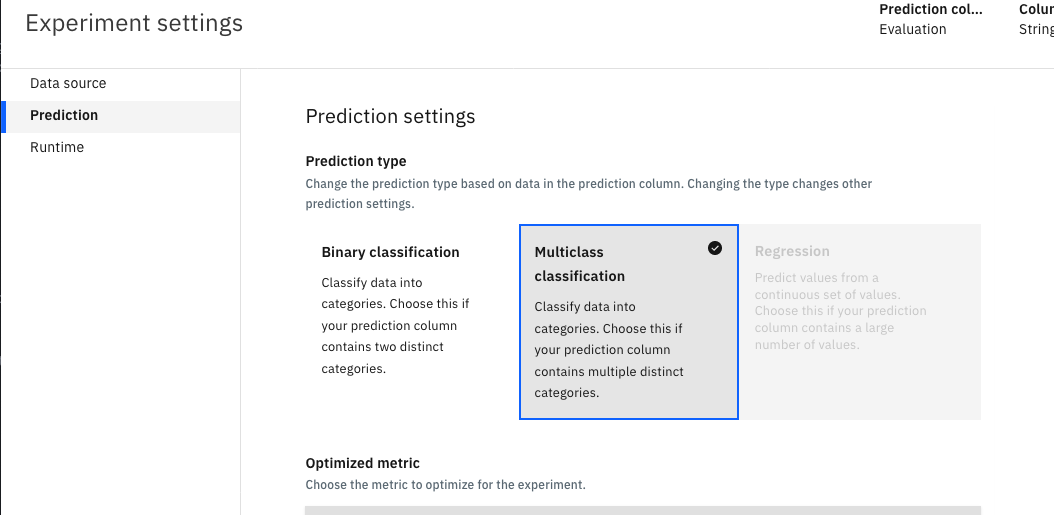 Experiment settings
Prediction col...
Evaluation
Colun
String
Data source
Prediction
Runtime
Prediction settings
Prediction type
Change the prediction type based on data in the prediction column. Changing the type changes other
prediction settings.
Binary classification
Classify data into
categories. Choose this if
your prediction column
contains two distinct
categories.
Multiclass
classification
Classify data into
categories. Choose this if
your prediction column
contains multiple distinct
categories.
Regression
Predict values from a
continuous set of values.
Choose this if your prediction
column contains a large
number of values.
Optimized metric
Choose the metric to optimize for the experiment.